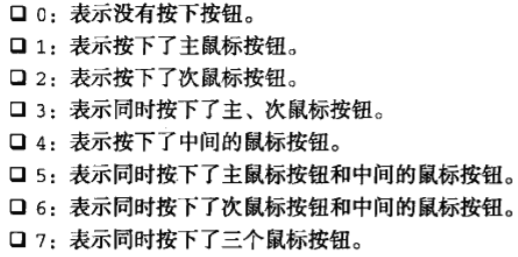 ❑ 0：表示没有按下按钮。
❑ 1：表示按下了主鼠标按钮。
❑ 2：表示按下了次鼠标按钮。
❑ 3：表示同时按下了主、次鼠标按钮。
❑ 4：表示按下了中间的鼠标按钮。
❑ 5：表示同时按下了主鼠标按钮和中间的鼠标按钮。
❑ 6：表示同时按下了次鼠标按钮和中间的鼠标按钮。
❑ 7：表示同时按下了三个鼠标按钮。